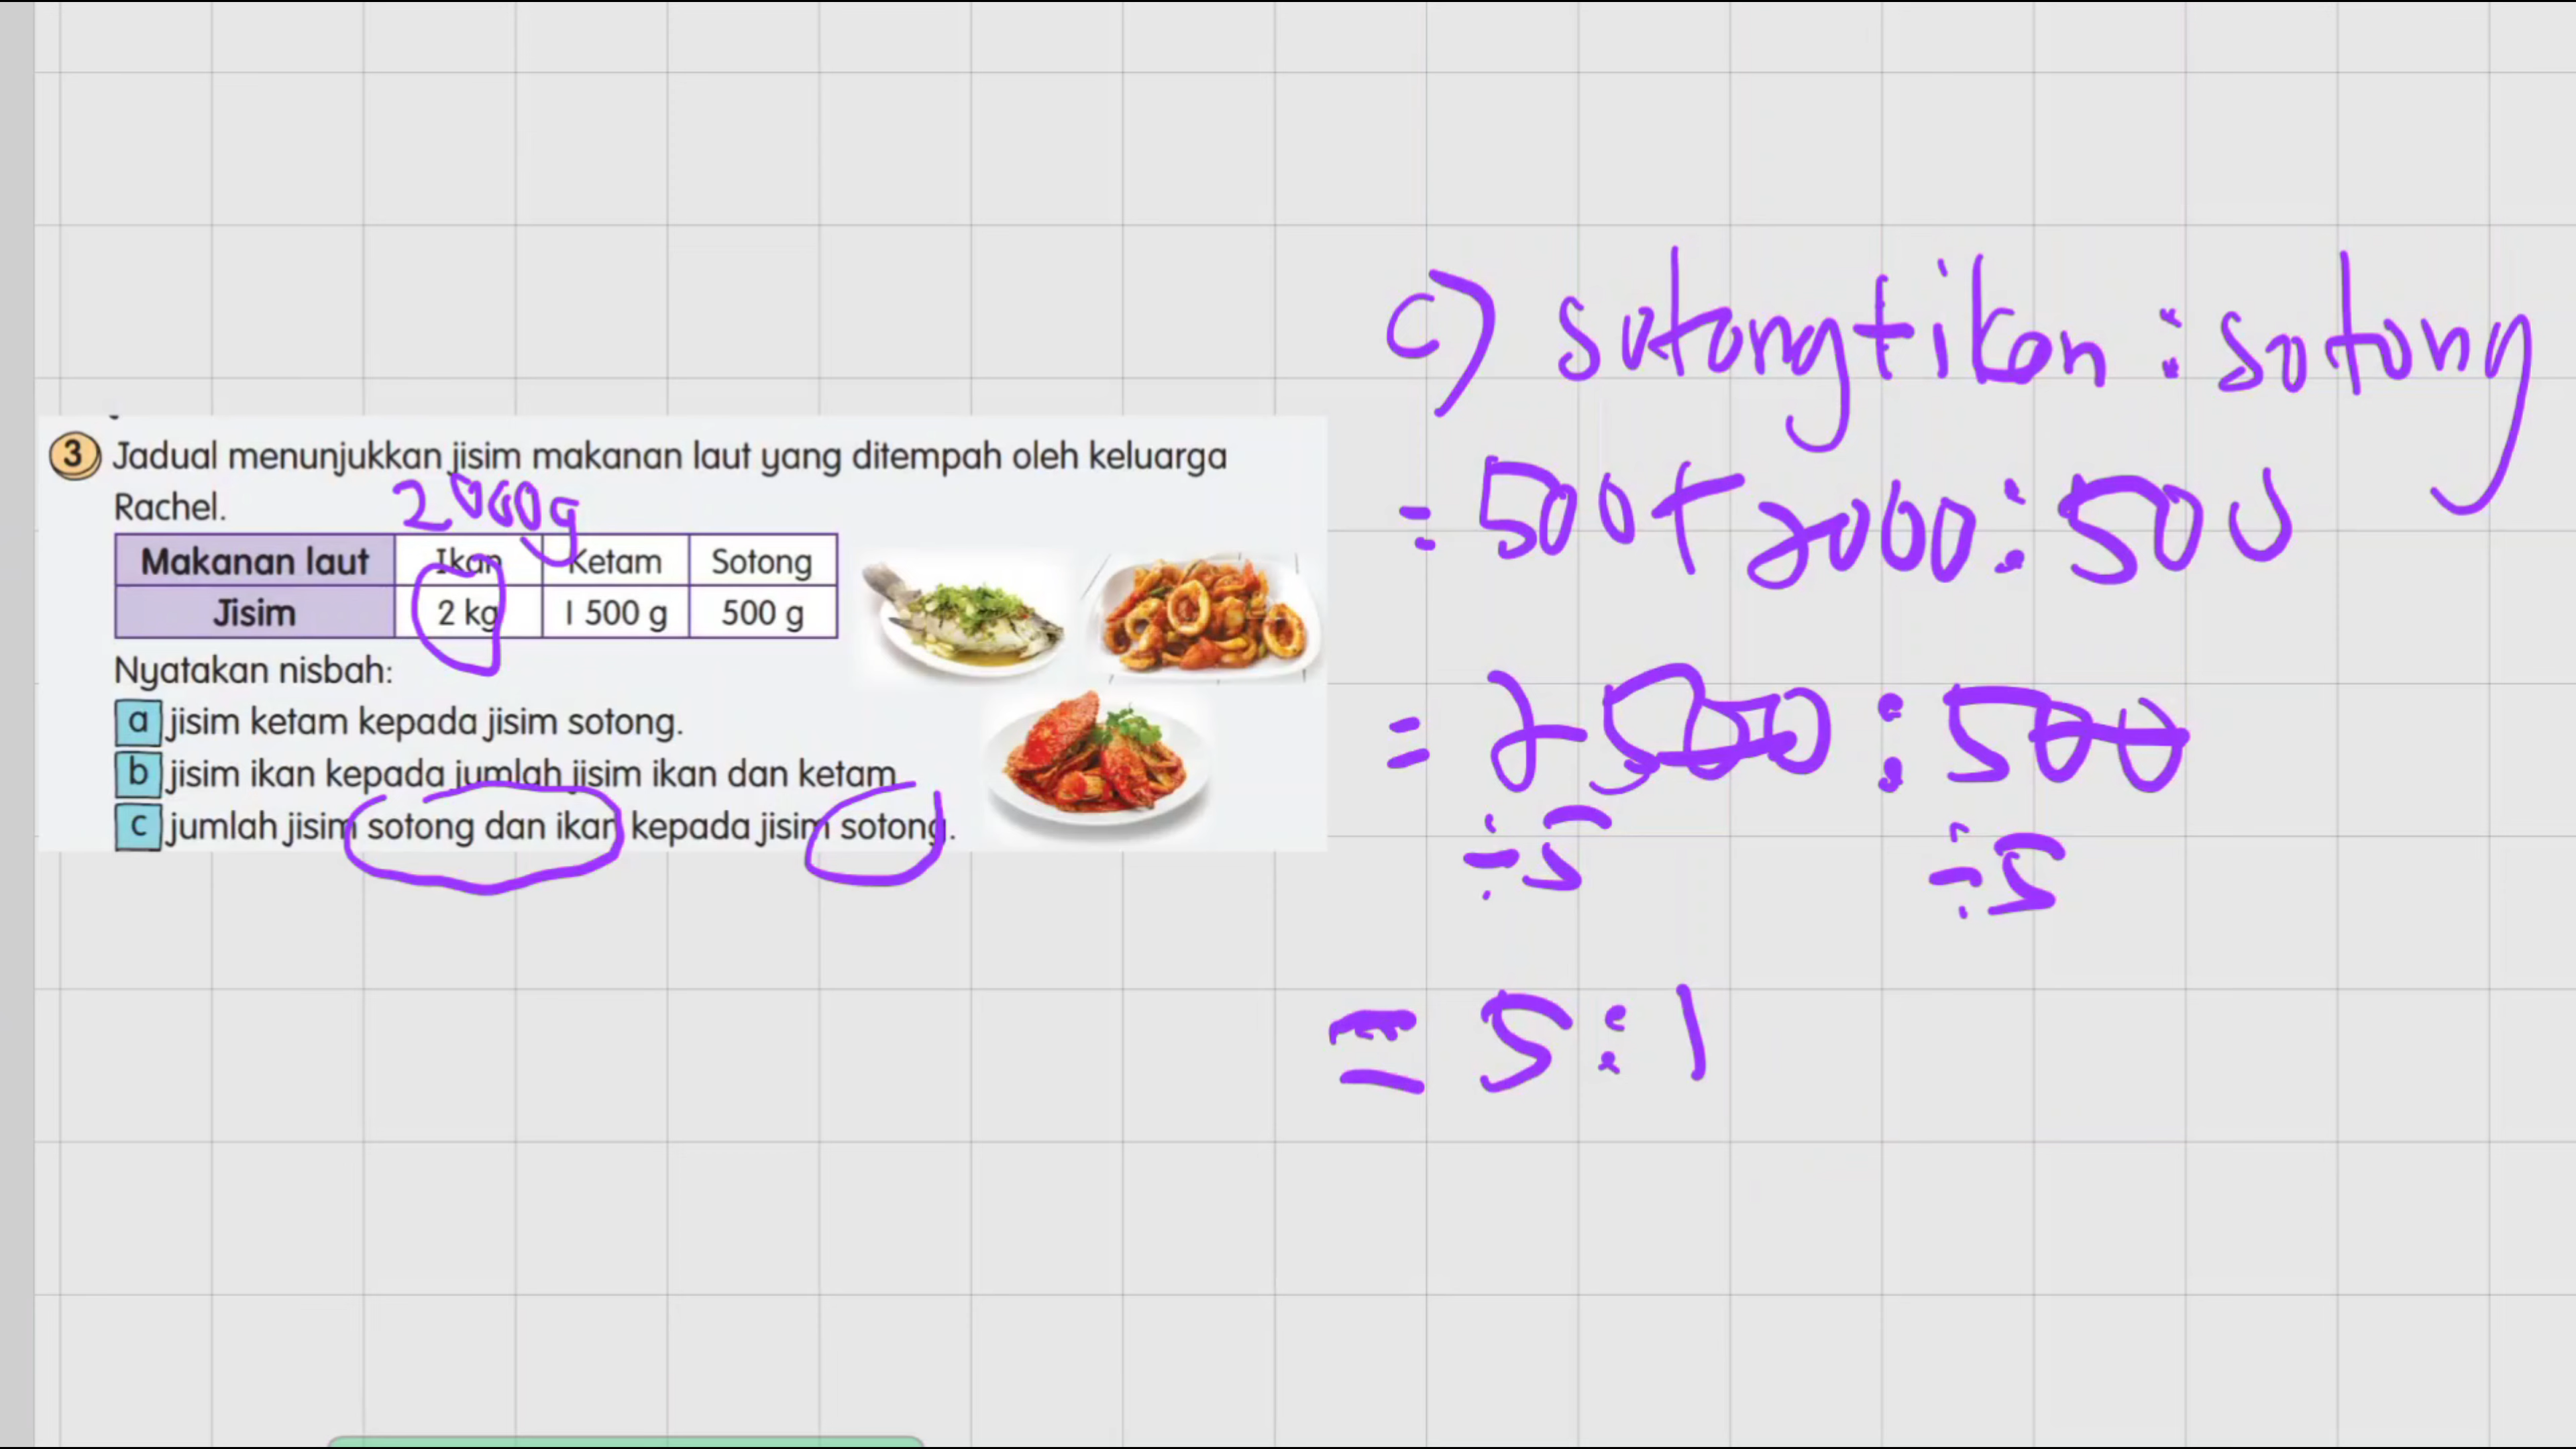 3 Jadual menunjukkan jisim makanan laut yang ditempah oleh keluarga
Rachel.
2000g
Makanan laut Ikan Ketam Sotong
Jisim 2 kg 1 500 g 500 g
Nyatakan nisbah:
a jisim ketam kepada jisim sotong.
b jisim ikan kepada jumlah jisim ikan dan ketam
c jumlah jisim sotong dan ikan kepada jisim sotong.
c) sotong+ikan : sotong
= 500+2000:500
= 2500 : 500
÷5 ÷5
= 5:1